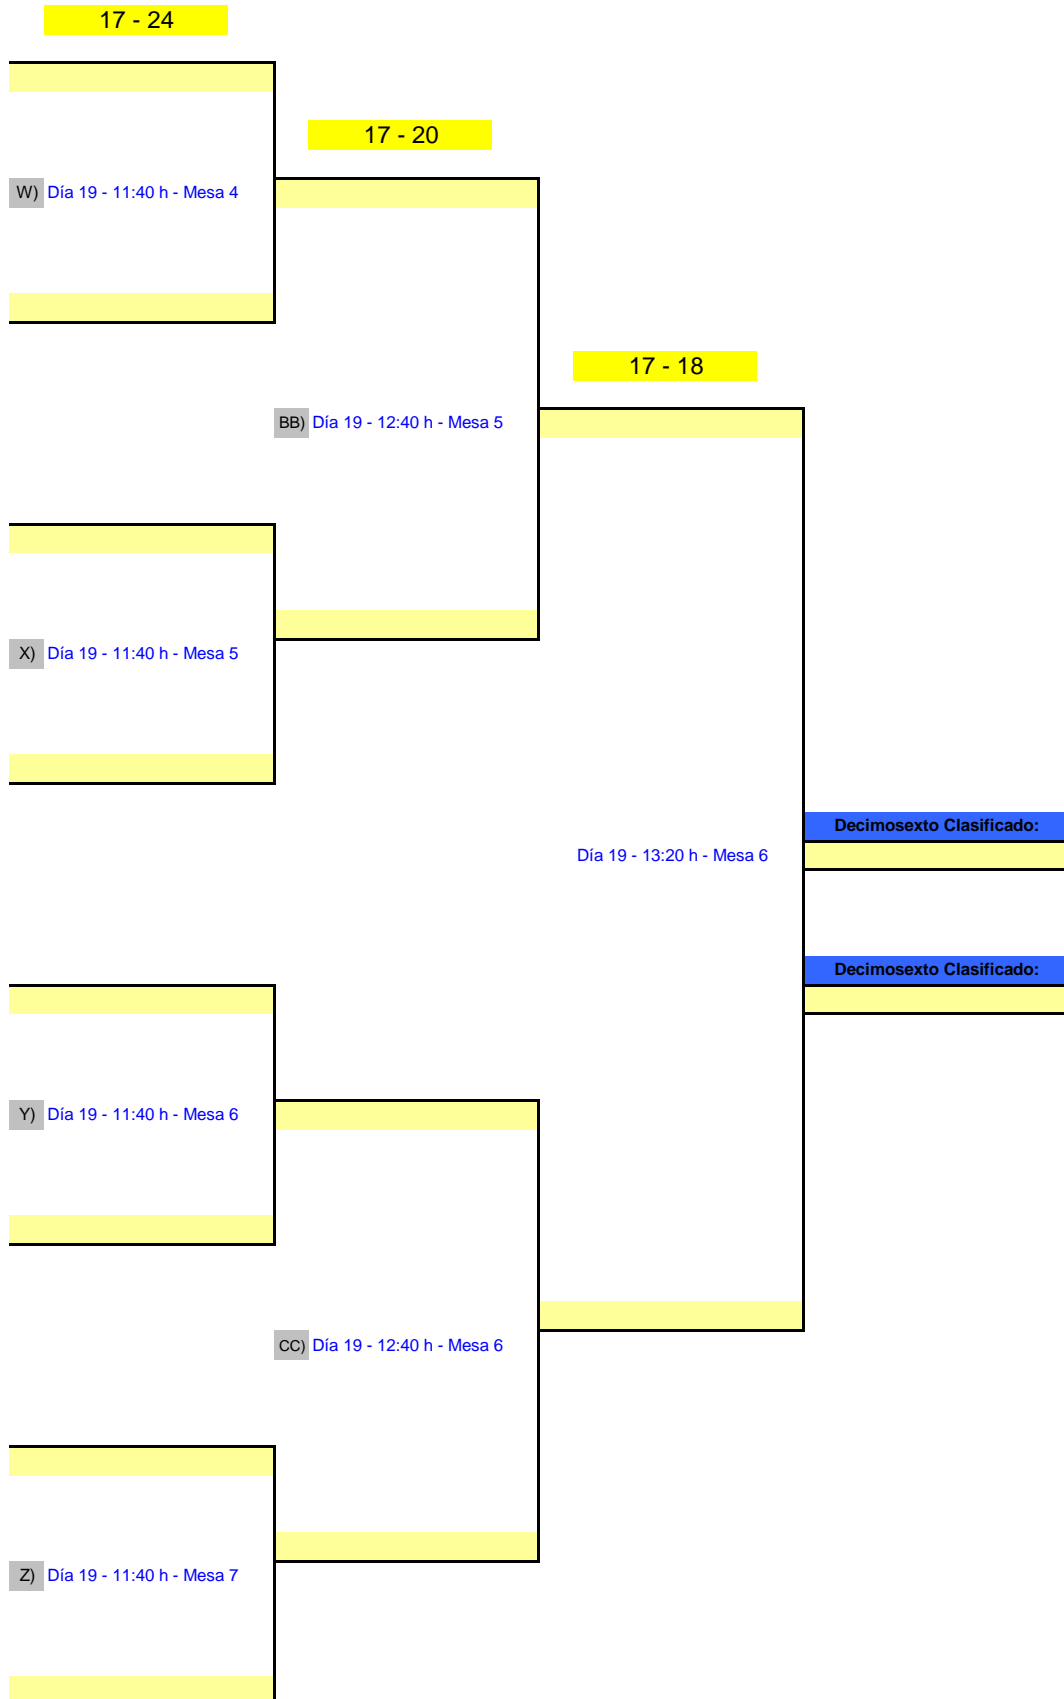 17 - 24
17 - 20
W) Día 19 - 11:40 h - Mesa 4
17 - 18
BB) Día 19 - 12:40 h - Mesa 5
X) Día 19 - 11:40 h - Mesa 5
Decimosexto Clasificado:
Día 19 - 13:20 h - Mesa 6
Decimosexto Clasificado:
Y) Día 19 - 11:40 h - Mesa 6
CC) Día 19 - 12:40 h - Mesa 6
Z) Día 19 - 11:40 h - Mesa 7